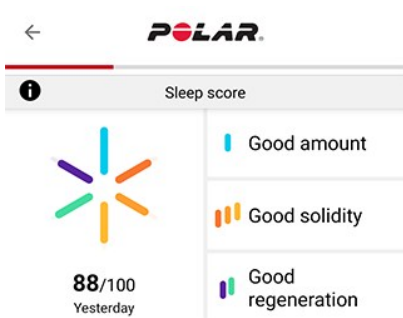 POLAR.
Sleep score
Good amount
Good solidity
88/100
Yesterday
Good
regeneration